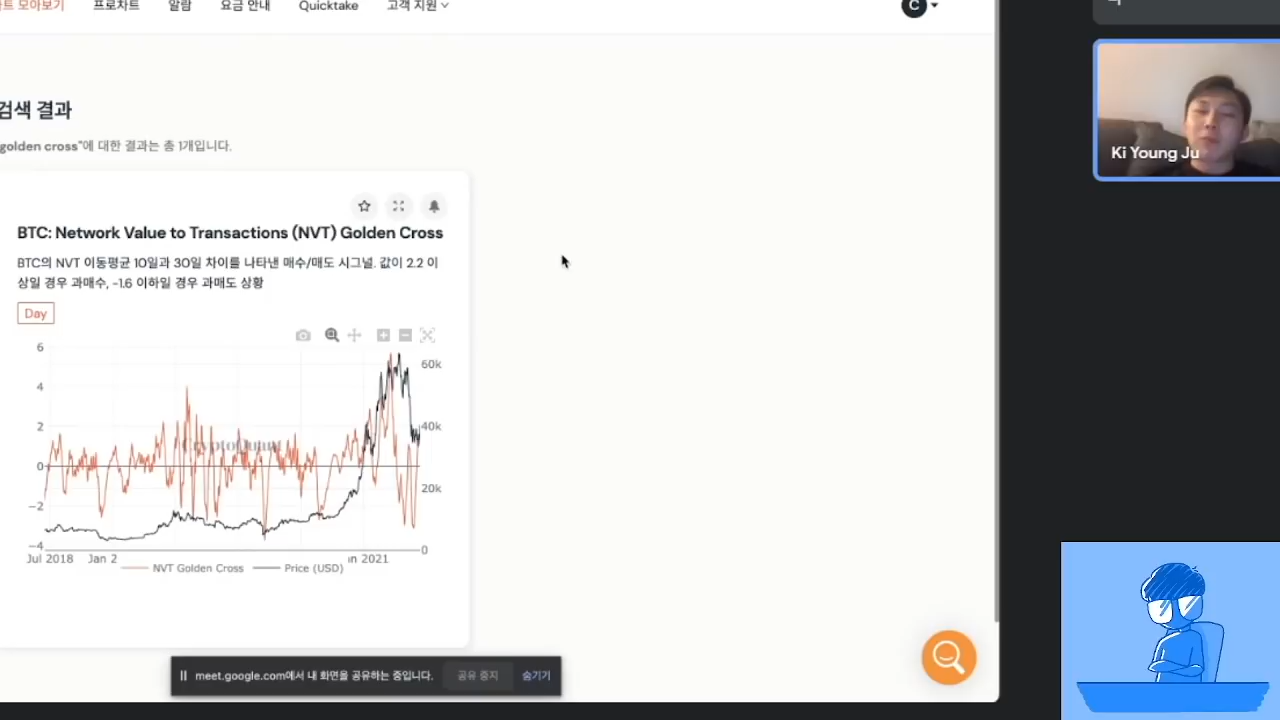 트 모아보기 프로차트 알람 요금 안내 Quicktake 고객 지원 C
검색 결과
golden cross"에 대한 결과는 총 1개입니다.
BTC: Network Value to Transactions (NVT) Golden Cross
BTC의 NVT 이동평균 10일과 30일 차이를 나타낸 매수/매도 시그널. 값이 2.2 이
상일 경우 과매수, -1.6 이하일 경우 과매도 상황
Day
6
60k
4
2
40k
CryptoQuant
0
20k
−2
−4
0
Jul 2018 Jan 2 n 2021
NVT Golden Cross Price (USD)
meet.google.com에서 내 화면을 공유하는 중입니다. 공유 중지 숨기기
Ki Young Ju